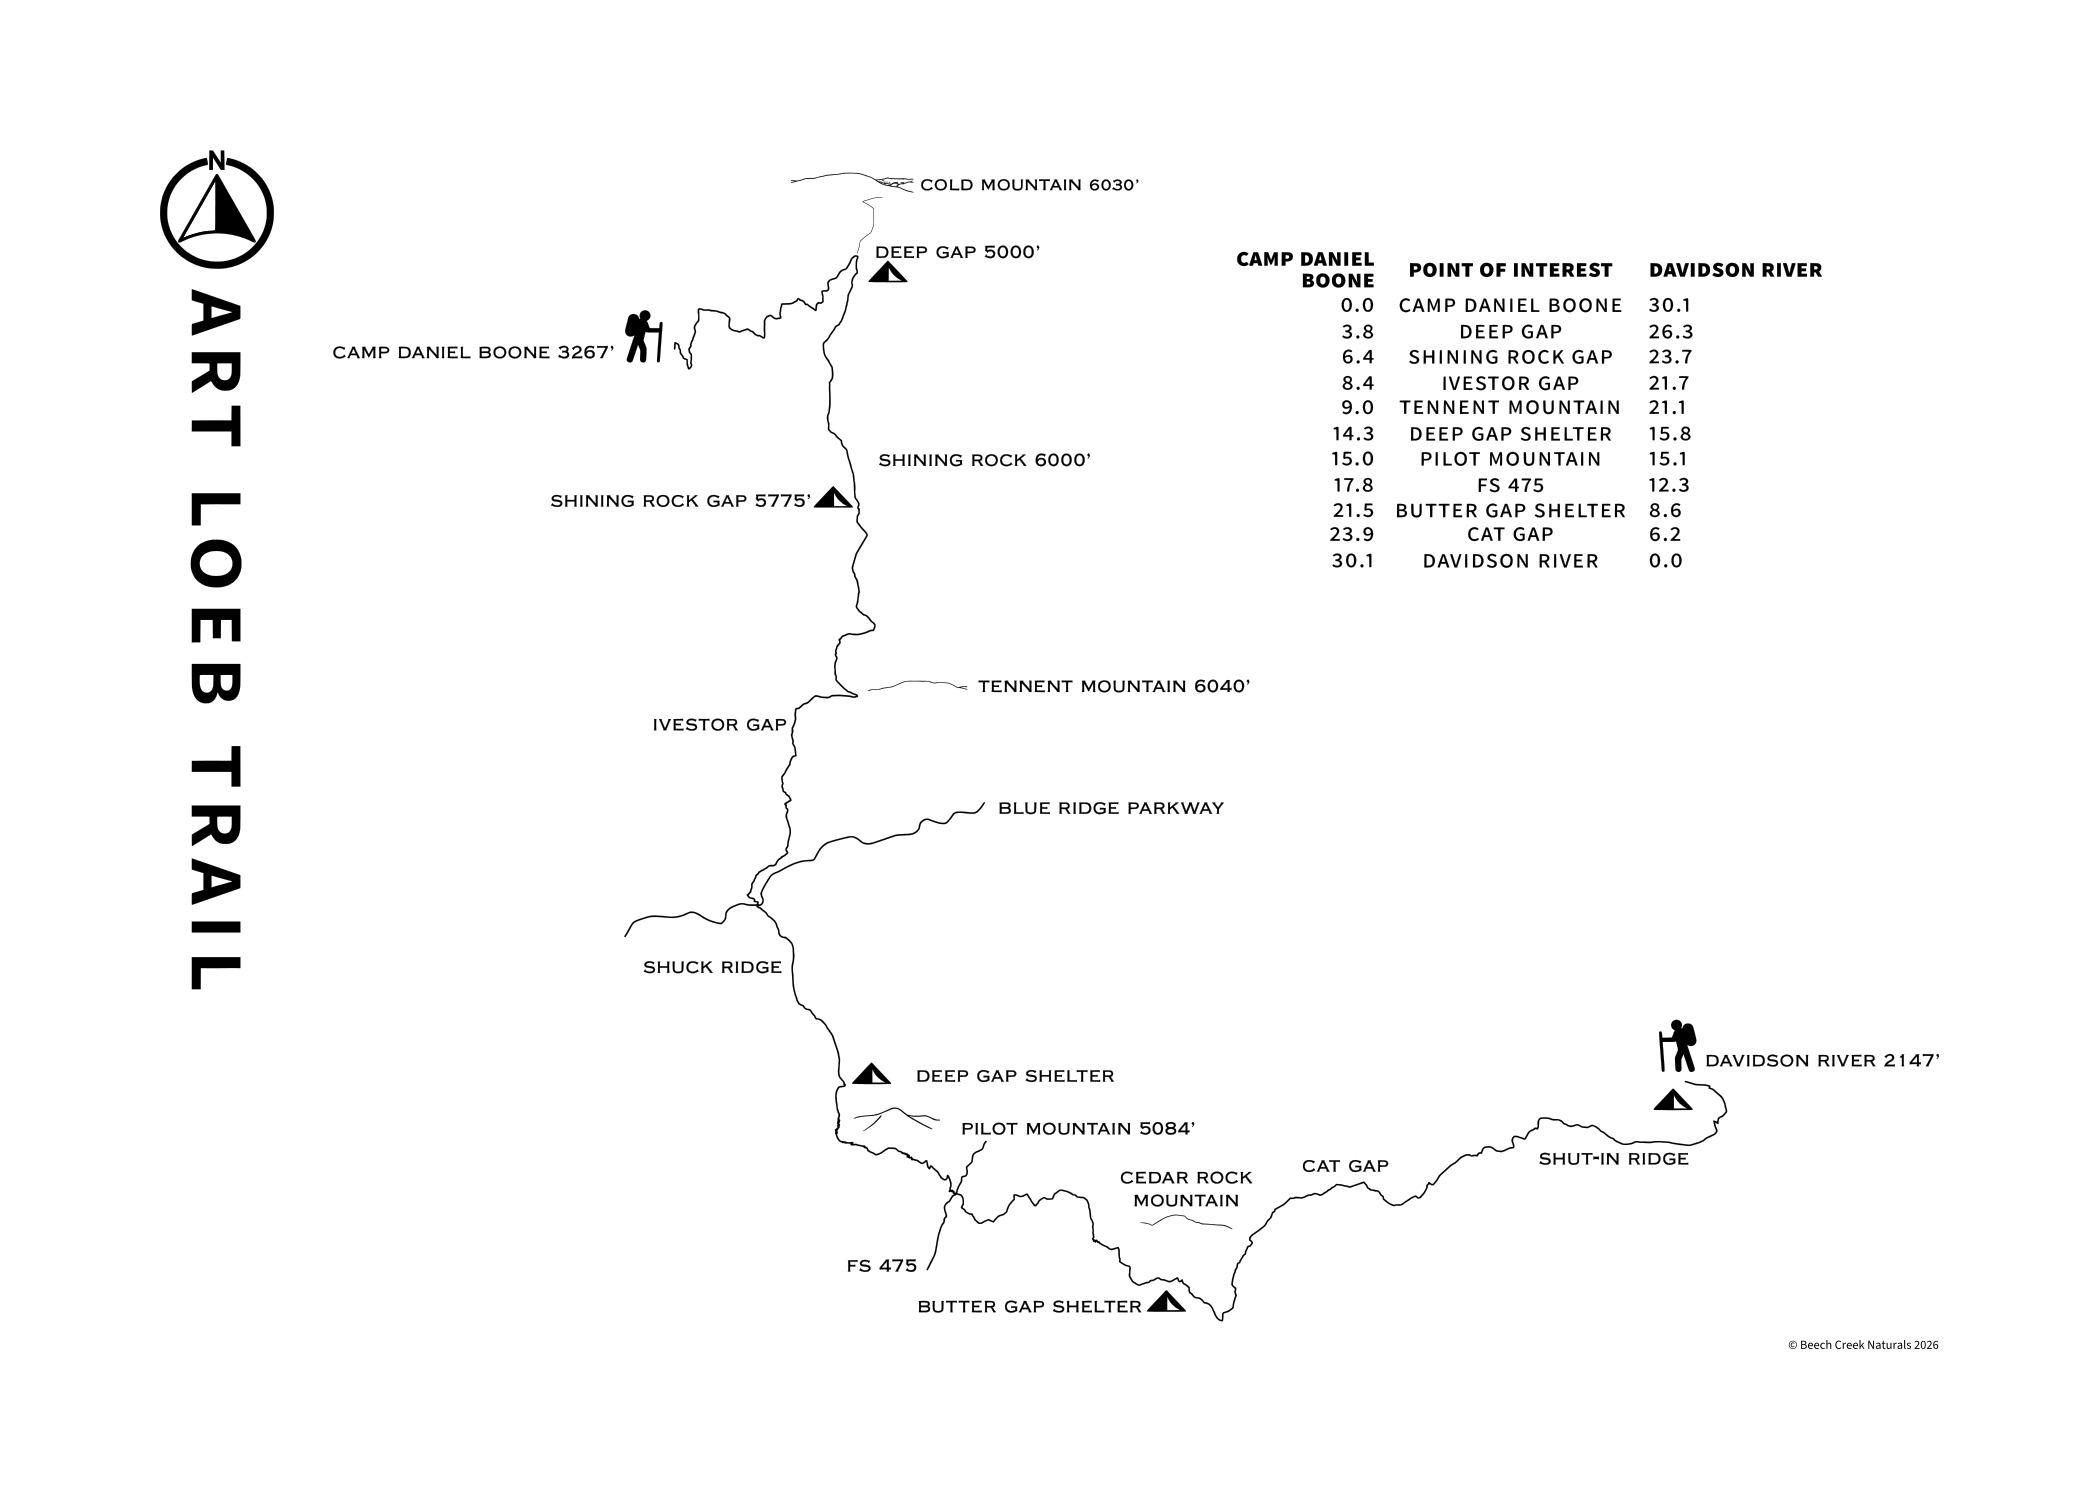 N
ART LOEB TRAIL
COLD MOUNTAIN 6030’
DEEP GAP 5000’
CAMP DANIEL BOONE 3267’
SHINING ROCK 6000’
SHINING ROCK GAP 5775’
TENNENT MOUNTAIN 6040’
IVESTOR GAP
BLUE RIDGE PARKWAY
SHUCK RIDGE
DEEP GAP SHELTER
PILOT MOUNTAIN 5084’
CEDAR ROCK
MOUNTAIN
CAT GAP
FS 475
BUTTER GAP SHELTER
SHUT-IN RIDGE
DAVIDSON RIVER 2147’
CAMP DANIEL
BOONE
POINT OF INTEREST
DAVIDSON RIVER
0.0 CAMP DANIEL BOONE 30.1
3.8 DEEP GAP 26.3
6.4 SHINING ROCK GAP 23.7
8.4 IVESTOR GAP 21.7
9.0 TENNENT MOUNTAIN 21.1
14.3 DEEP GAP SHELTER 15.8
15.0 PILOT MOUNTAIN 15.1
17.8 FS 475 12.3
21.5 BUTTER GAP SHELTER 8.6
23.9 CAT GAP 6.2
30.1 DAVIDSON RIVER 0.0
© Beech Creek Naturals 2026